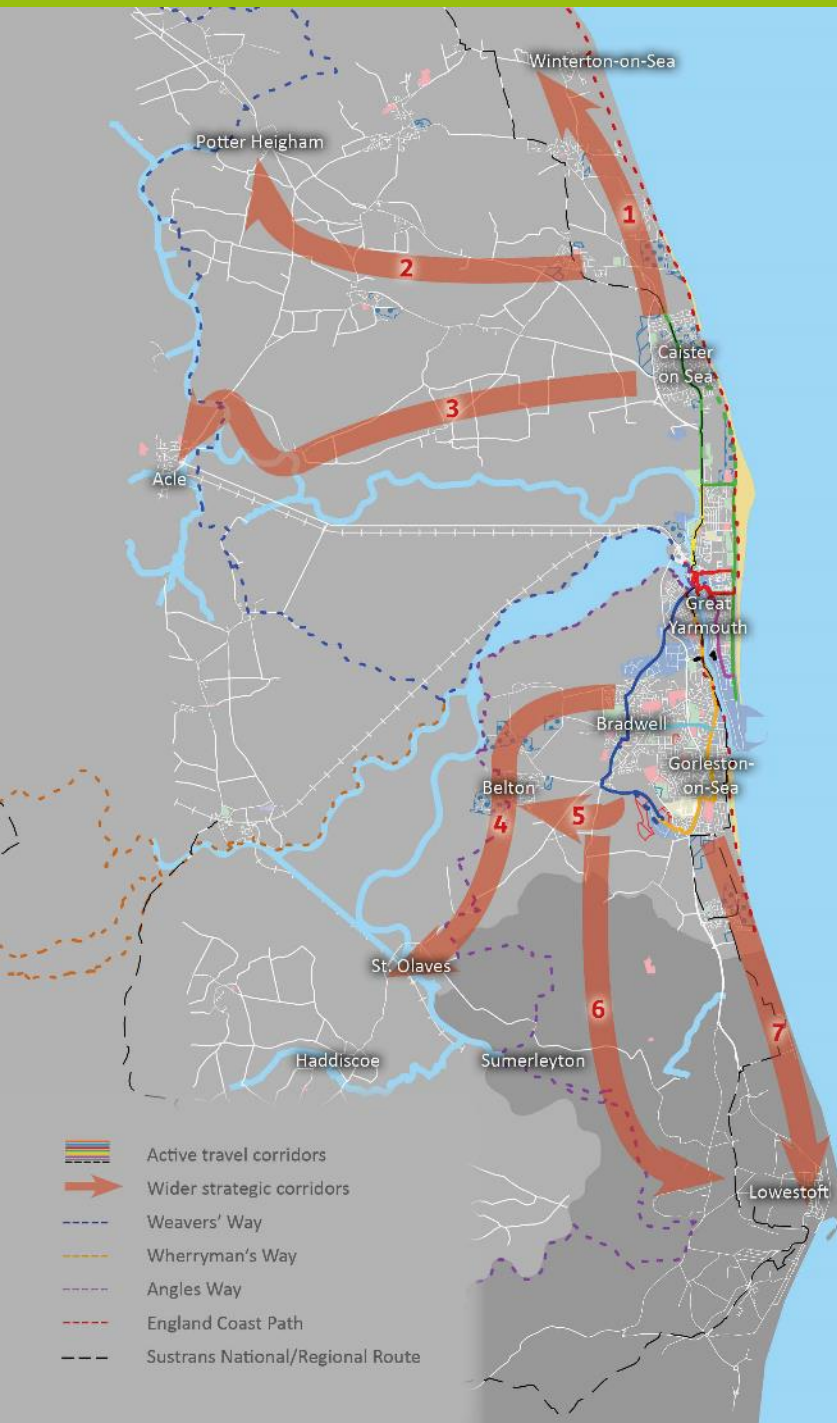 Winterton-on-Sea
Potter Heigham
1
2
Caister
on Sea
3
Acle
Great
Yarmouth
Bradwell
Gorleston-
on-Sea
Belton
5
4
St. Olaves
6
7
Haddiscoe
Sumerleyton
Lowestoft
Active travel corridors
Wider strategic corridors
Weavers' Way
Wherryman's Way
Angles Way
England Coast Path
Sustrans National/Regional Route